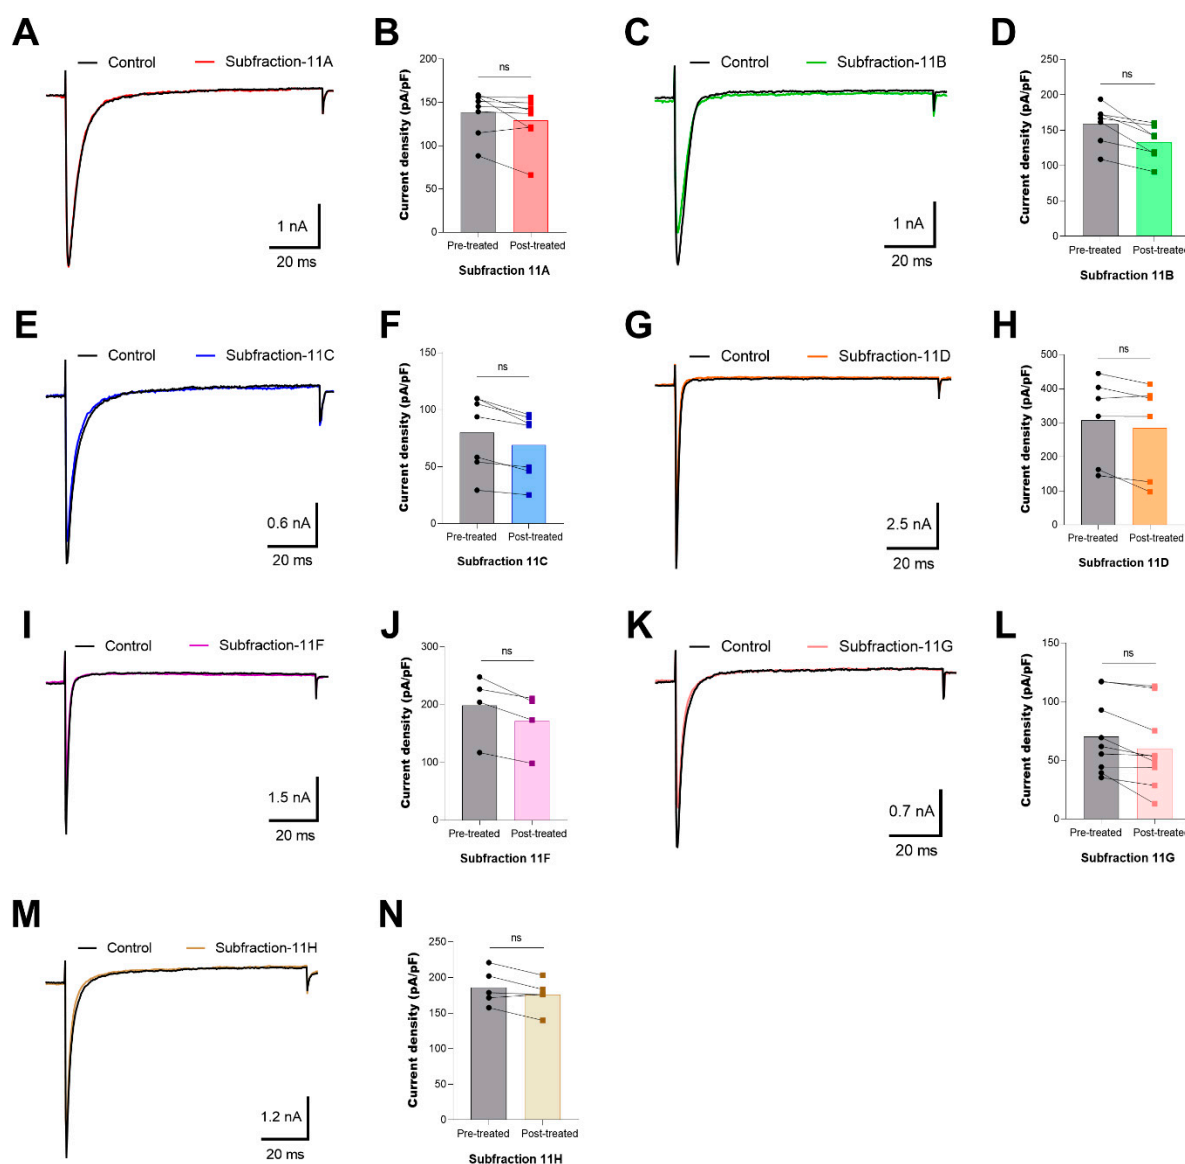 A
Control
Subfraction-11A
1 nA
20 ms
B
Current density (pA/pF)
200
150
100
50
0
ns
Pre-treated
Post-treated
Subfraction 11A
C
Control
Subfraction-11B
1 nA
20 ms
D
Current density (pA/pF)
250
200
150
100
50
0
ns
Pre-treated
Post-treated
Subfraction 11B
E
Control
Subfraction-11C
0.6 nA
20 ms
F
Current density (pA/pF)
150
100
50
0
ns
Pre-treated
Post-treated
Subfraction 11C
G
Control
Subfraction-11D
2.5 nA
20 ms
H
Current density (pA/pF)
500
400
300
200
100
0
ns
Pre-treated
Post-treated
Subfraction 11D
I
Control
Subfraction-11F
1.5 nA
20 ms
J
Current density (pA/pF)
300
200
100
0
ns
Pre-treated
Post-treated
Subfraction 11F
K
Control
Subfraction-11G
0.7 nA
20 ms
L
Current density (pA/pF)
150
100
50
0
ns
Pre-treated
Post-treated
Subfraction 11G
M
Control
Subfraction-11H
1.2 nA
20 ms
N
Current density (pA/pF)
250
200
150
100
50
0
ns
Pre-treated
Post-treated
Subfraction 11H